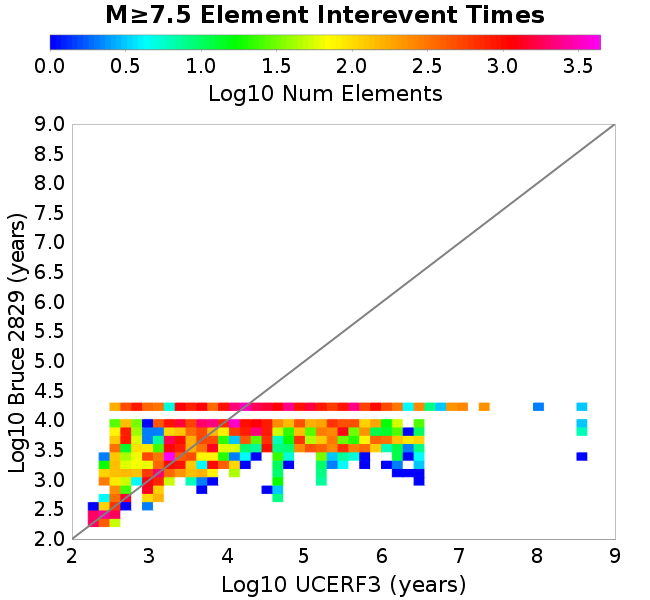 M≥7.5 Element Interevent Times
0.0 0.5 1.0 1.5 2.0 2.5 3.0 3.5
Log10 Num Elements
9.0
8.5
8.0
7.5
7.0
6.5
6.0
5.5
5.0
4.5
4.0
3.5
3.0
2.5
2.0
Log10 Bruce 2829 (years)
2 3 4 5 6 7 8 9
Log10 UCERF3 (years)